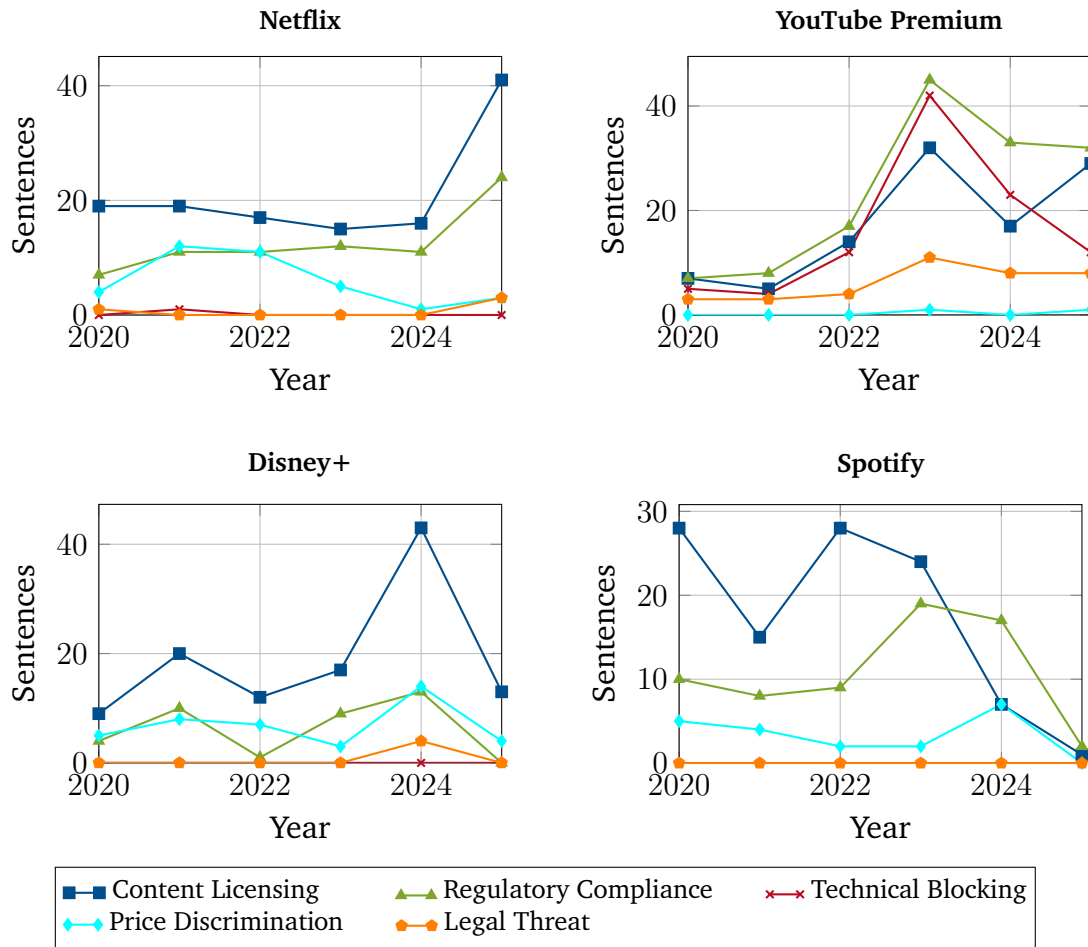 Netflix
YouTube Premium
40
20
0
Sentences
2020
2022
2024
Year
40
20
0
Sentences
2020
2022
2024
Year
Disney+
Spotify
40
20
0
Sentences
2020
2022
2024
Year
30
20
10
0
Sentences
2020
2022
2024
Year
Content Licensing
Regulatory Compliance
Technical Blocking
Price Discrimination
Legal Threat